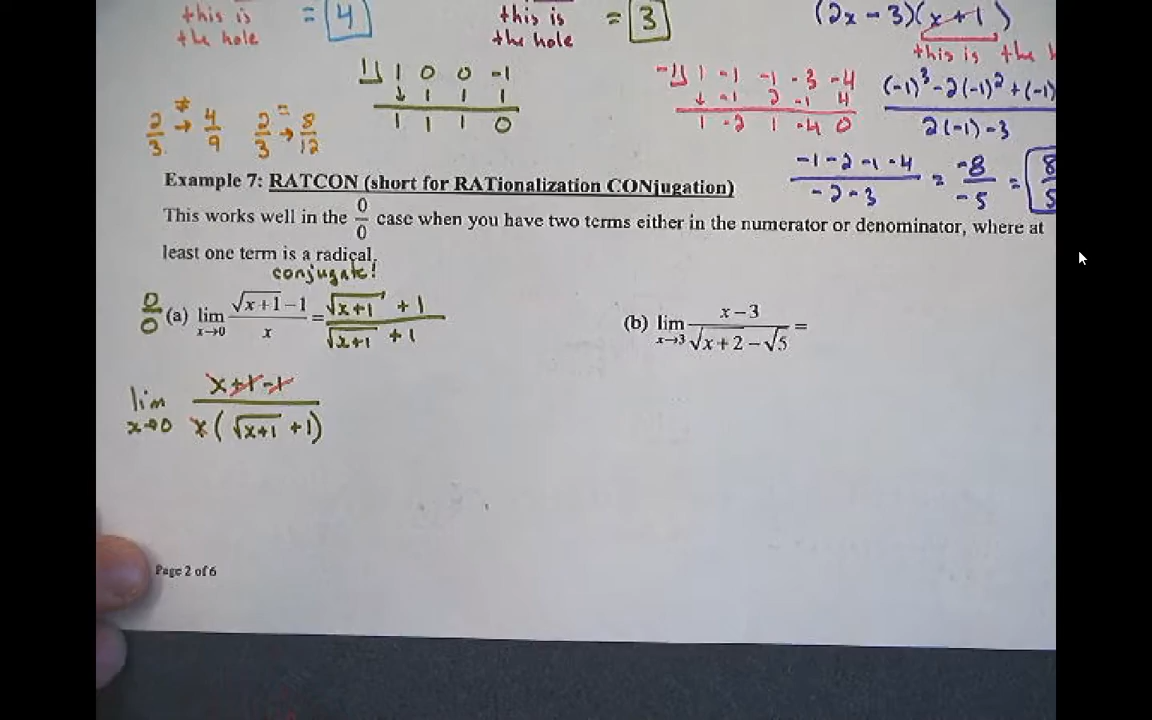 this is
the hole
= 4
this is
the hole
= 3
(2x - 3)(x+1)
this is the
1⌋ 1 0 0 -1
↓ 1 1 1
1 1 1 0
-1⌋ 1 -1 -1 -3 -4
↓ -1 2 -1 4
1 -2 1 -4 0
(-1)³ - 2(-1)² + (-1)
2(-1) - 3
2/3 ≠→ 4/9
2/3 =→ 8/12
(-1 - 2 - 1 - 4)/(-2 - 3) = -8/-5 = 8/5
Example 7: RATCON (short for RATionalization CONjugation)
This works well in the 0/0 case when you have two terms either in the numerator or denominator, where at
least one term is a radical.
conjugate!
0/0 (a) lim x→0 (√(x+1) - 1)/x = (√(x+1) + 1)/(√(x+1) + 1)
(b) lim x→3 (x - 3)/(√(x+2) - √5) =
lim x→0 (x+1-1)/(x(√(x+1) + 1))
Page 2 of 6